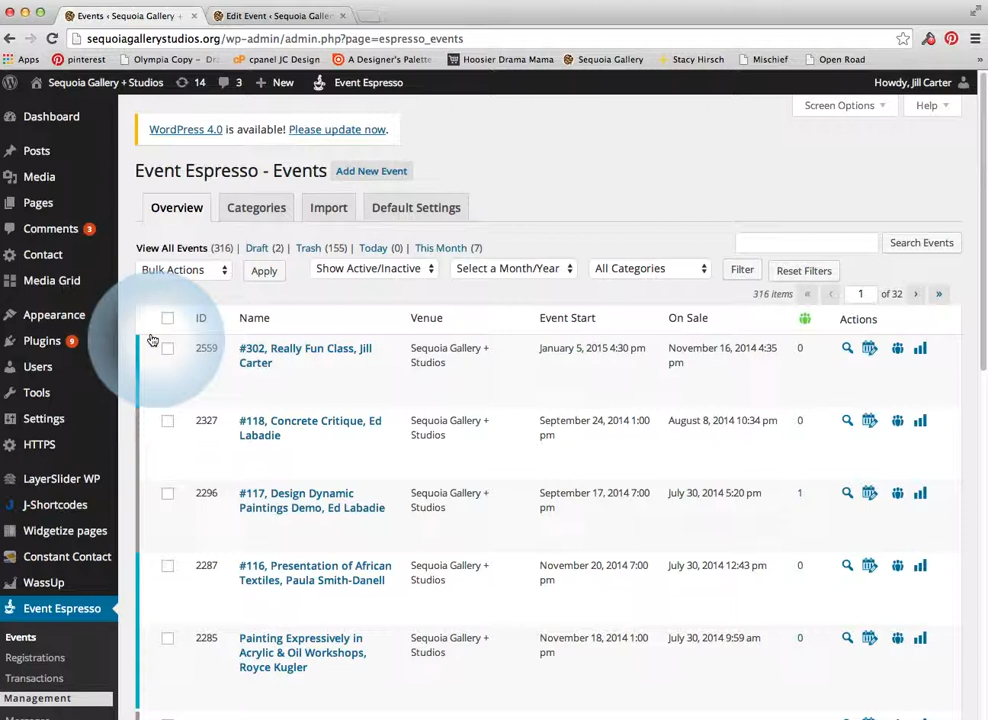 Events ‹ Sequoia Gallery +
Edit Event ‹ Sequoia Galle
sequoiagallerystudios.org/wp-admin/admin.php?page=espresso_events
Apps pinterest Olympia Copy - Dra cpanel JC Design A Designer's Palette Hoosier Drama Mama Sequoia Gallery Stacy Hirsch Mischief Open Road »
Sequoia Gallery + Studios 14 3 + New Event Espresso Howdy, Jill Carter
Screen Options Help
Dashboard
Posts
Media
Pages
Comments 3
Contact
Media Grid
Appearance
Plugins 9
Users
Tools
Settings
HTTPS
LayerSlider WP
J-Shortcodes
Widgetize pages
Constant Contact
WassUp
Event Espresso
Events
Registrations
Transactions
Management
WordPress 4.0 is available! Please update now.
Event Espresso - Events Add New Event
Overview Categories Import Default Settings
View All Events (316) | Draft (2) | Trash (155) | Today (0) | This Month (7)
Search Events
Bulk Actions Apply Show Active/Inactive Select a Month/Year All Categories Filter Reset Filters
316 items « ‹ 1 of 32 › »
ID Name Venue Event Start On Sale Actions
2559 #302, Really Fun Class, Jill Sequoia Gallery + January 5, 2015 4:30 pm November 16, 2014 4:35 0
Carter Studios pm
2327 #118, Concrete Critique, Ed Sequoia Gallery + September 24, 2014 1:00 August 8, 2014 10:34 pm 0
Labadie Studios pm
2296 #117, Design Dynamic Sequoia Gallery + September 17, 2014 7:00 July 30, 2014 5:20 pm 1
Paintings Demo, Ed Labadie Studios pm
2287 #116, Presentation of African Sequoia Gallery + November 20, 2014 7:00 July 30, 2014 12:43 pm 0
Textiles, Paula Smith-Danell Studios pm
2285 Painting Expressively in Sequoia Gallery + November 18, 2014 1:00 July 30, 2014 9:59 am 0
Acrylic & Oil Workshops, Studios pm
Royce Kugler